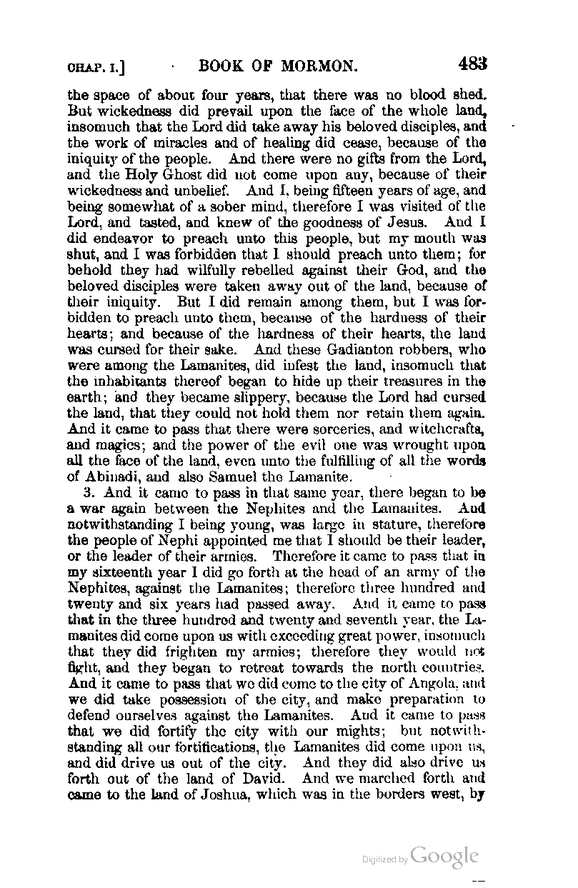 CHAP. I.] BOOK OF MORMON. 483
the space of about four years, that there was no blood shed.
But wickedness did prevail upon the face of the whole land,
insomuch that the Lord did take away his beloved disciples, and
the work of miracles and of healing did cease, because of the
iniquity of the people. And there were no gifts from the Lord,
and the Holy Ghost did not come upon any, because of their
wickedness and unbelief. And I, being fifteen years of age, and
being somewhat of a sober mind, therefore I was visited of the
Lord, and tasted, and knew of the goodness of Jesus. And I
did endeavor to preach unto this people, but my mouth was
shut, and I was forbidden that I should preach unto them; for
behold they had wilfully rebelled against their God, and the
beloved disciples were taken away out of the land, because of
their iniquity. But I did remain among them, but I was for-
bidden to preach unto them, because of the hardness of their
hearts; and because of the hardness of their hearts, the land
was cursed for their sake. And these Gadianton robbers, who
were among the Lamanites, did infest the land, insomuch that
the inhabitants thereof began to hide up their treasures in the
earth; and they became slippery, because the Lord had cursed
the land, that they could not hold them nor retain them again.
And it came to pass that there were sorceries, and witchcrafts,
and magics; and the power of the evil one was wrought upon
all the face of the land, even unto the fulfilling of all the words
of Abinadi, and also Samuel the Lamanite.
3. And it came to pass in that same year, there began to be
a war again between the Nephites and the Lamanites. And
notwithstanding I being young, was large in stature, therefore
the people of Nephi appointed me that I should be their leader,
or the leader of their armies. Therefore it came to pass that in
my sixteenth year I did go forth at the head of an army of the
Nephites, against the Lamanites; therefore three hundred and
twenty and six years had passed away. And it came to pass
that in the three hundred and twenty and seventh year, the La-
manites did come upon us with exceeding great power, insomuch
that they did frighten my armies; therefore they would not
fight, and they began to retreat towards the north countries.
And it came to pass that we did come to the city of Angola, and
we did take possession of the city, and make preparation to
defend ourselves against the Lamanites. And it came to pass
that we did fortify the city with our mights; but notwith-
standing all our fortifications, the Lamanites did come upon us,
and did drive us out of the city. And they did also drive us
forth out of the land of David. And we marched forth and
came to the land of Joshua, which was in the borders west, by
Digitized by Google